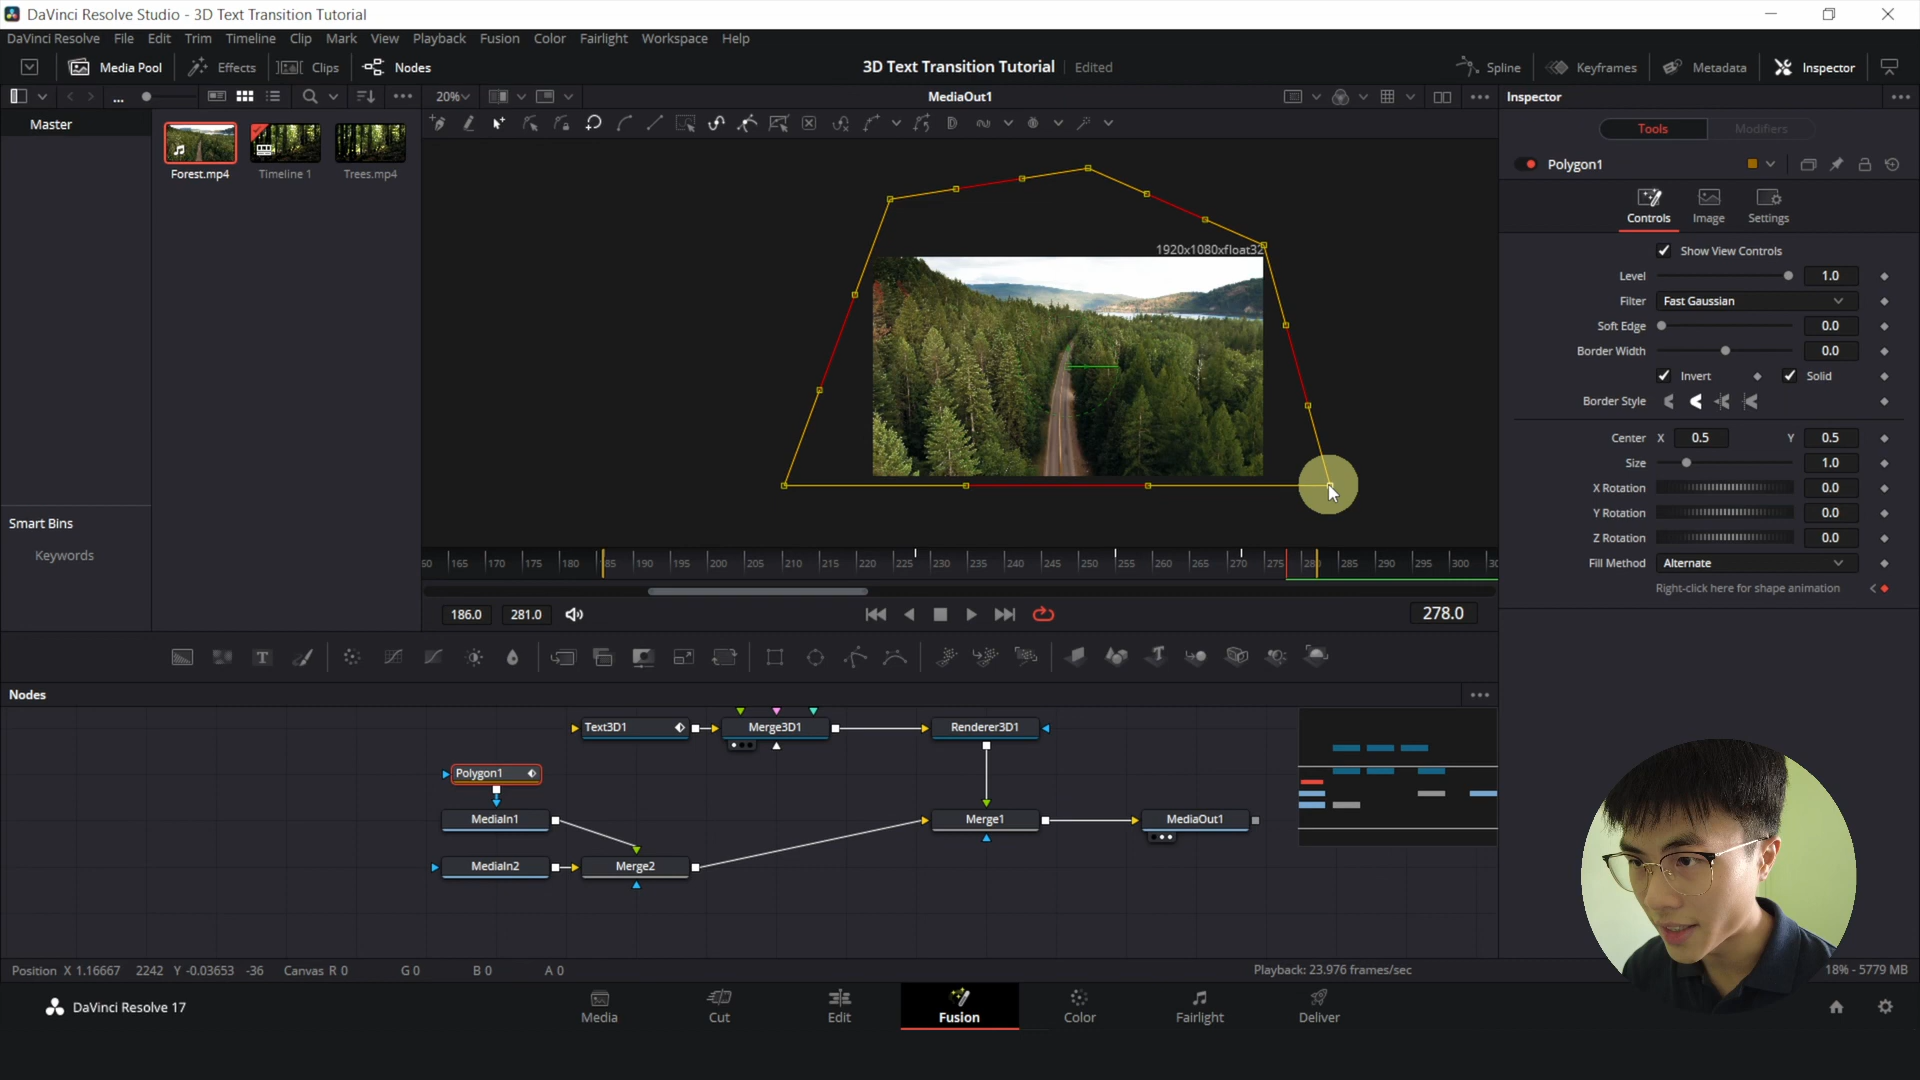 DaVinci Resolve Studio - 3D Text Transition Tutorial
DaVinci Resolve File Edit Trim Timeline Clip Mark View Playback Fusion Color Fairlight Workspace Help
Media Pool Effects Clips Nodes
3D Text Transition Tutorial Edited
Spline Keyframes Metadata Inspector
20%
MediaOut1
Inspector
Master
Forest.mp4
Timeline 1
Trees.mp4
Smart Bins
Keywords
1920x1080xfloat32
Tools Modifiers
Polygon1
Controls Image Settings
Show View Controls
Level 1.0
Filter Fast Gaussian
Soft Edge 0.0
Border Width 0.0
Invert Solid
Border Style
Center X 0.5 Y 0.5
Size 1.0
X Rotation 0.0
Y Rotation 0.0
Z Rotation 0.0
Fill Method Alternate
Right-click here for shape animation
60 165 170 175 180 85 190 195 200 205 210 215 220 225 230 235 240 245 250 255 260 265 270 275 280 285 290 295 300 30
186.0 281.0
278.0
Nodes
Text3D1
Merge3D1
Renderer3D1
Polygon1
MediaIn1
Merge1
MediaOut1
MediaIn2
Merge2
Position X 1.16667 2242 Y -0.03653 -36 Canvas R 0 G 0 B 0 A 0
Playback: 23.976 frames/sec
18% - 5779 MB
DaVinci Resolve 17
Media Cut Edit Fusion Color Fairlight Deliver